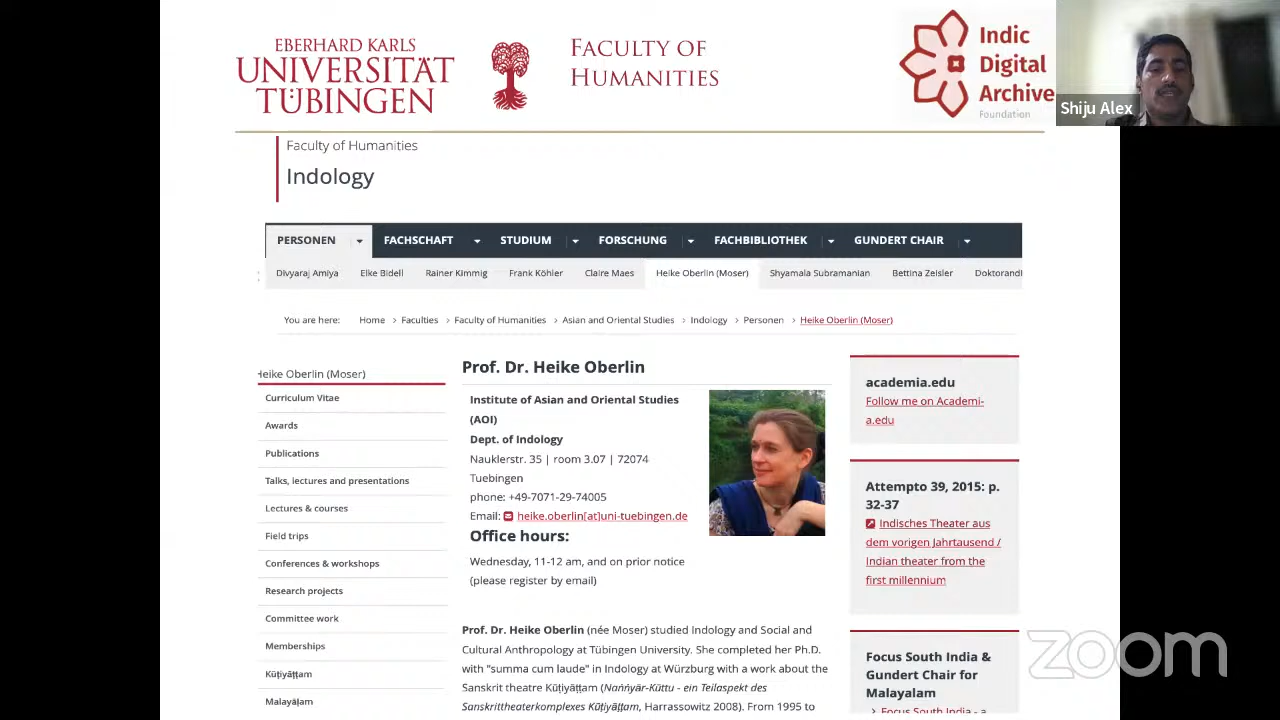 EBERHARD KARLS
UNIVERSITÄT
TÜBINGEN
FACULTY OF
HUMANITIES
Indic
Digital
Archive
Foundation
Shiju Alex
Faculty of Humanities
Indology
PERSONEN
FACHSCHAFT
STUDIUM
FORSCHUNG
FACHBIBLIOTHEK
GUNDERT CHAIR
Divyaraj Amiya
Elke Bidell
Rainer Kimmig
Frank Köhler
Claire Maes
Heike Oberlin (Moser)
Shyamala Subramanian
Bettina Zeisler
Doktorandi
You are here: Home > Faculties > Faculty of Humanities > Asian and Oriental Studies > Indology > Personen > Heike Oberlin (Moser)
Heike Oberlin (Moser)
Curriculum Vitae
Awards
Publications
Talks, lectures and presentations
Lectures & courses
Field trips
Conferences & workshops
Research projects
Committee work
Memberships
Kūṭiyāṭṭam
Malayāḷam
Prof. Dr. Heike Oberlin
Institute of Asian and Oriental Studies
(AOI)
Dept. of Indology
Nauklerstr. 35 | room 3.07 | 72074
Tuebingen
phone: +49-7071-29-74005
Email: heike.oberlin[at]uni-tuebingen.de
Office hours:
Wednesday, 11-12 am, and on prior notice
(please register by email)
Prof. Dr. Heike Oberlin (née Moser) studied Indology and Social and
Cultural Anthropology at Tübingen University. She completed her Ph.D.
with "summa cum laude" in Indology at Würzburg with a work about the
Sanskrit theatre Kūṭiyāṭṭam (Naṅṅyār-Kūttu - ein Teilaspekt des
Sanskrittheaterkomplexes Kūṭiyāṭṭam, Harrassowitz 2008). From 1995 to
academia.edu
Follow me on Academi-
a.edu
Attempto 39, 2015: p.
32-37
Indisches Theater aus
dem vorigen Jahrtausend /
Indian theater from the
first millennium
Focus South India &
Gundert Chair for
Malayalam
> Focus South India - a
zoom